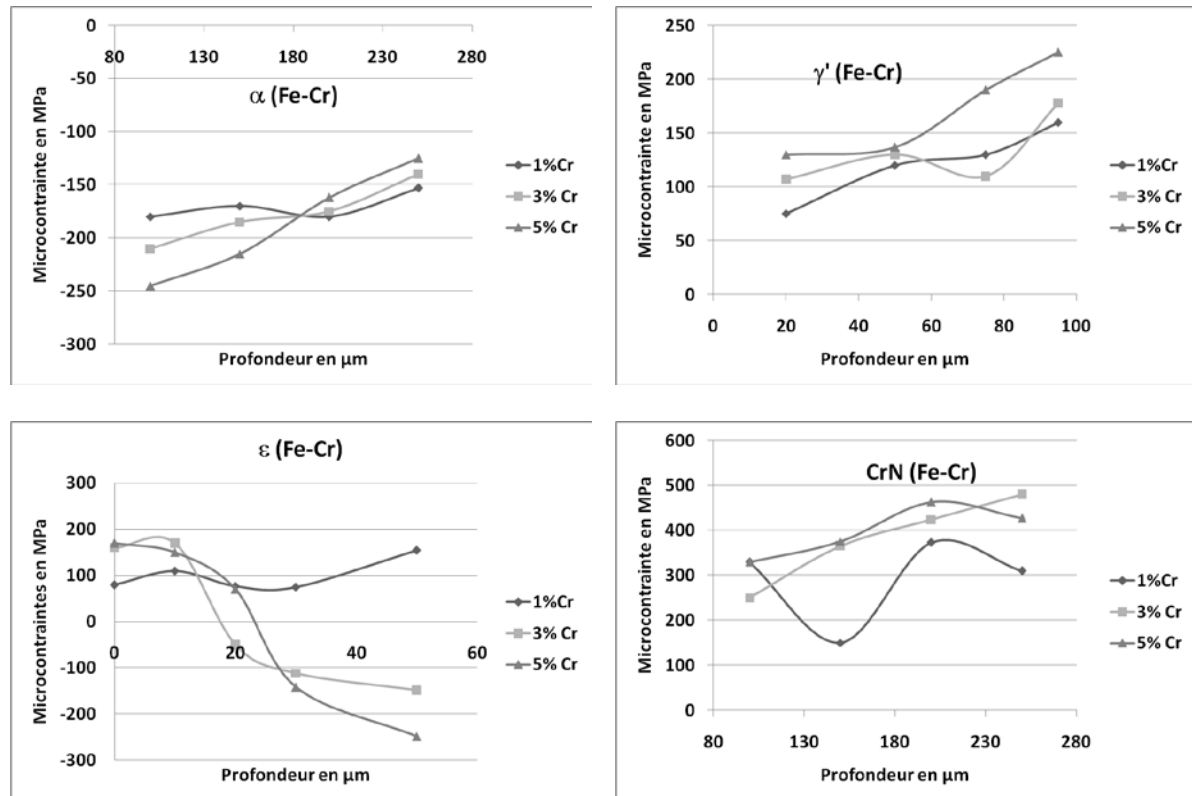 0
80 130 180 230 280
-50
-100
-150
-200
-250
-300
α (Fe-Cr)
Microcontrainte en MPa
Profondeur en µm
1%Cr
3% Cr
5% Cr
250
200
150
100
50
0
0 20 40 60 80 100
γ' (Fe-Cr)
Microcontrainte en MPa
Profondeur en µm
1%Cr
3% Cr
5% Cr
ε (Fe-Cr)
300
200
100
0
-100
-200
-300
0 20 40 60
Microcontraintes en MPa
Profondeur en µm
1%Cr
3% Cr
5% Cr
600
500
400
300
200
100
0
80 130 180 230 280
CrN (Fe-Cr)
Microcontrainte en MPa
Profondeur en µm
1%Cr
3% Cr
5% Cr